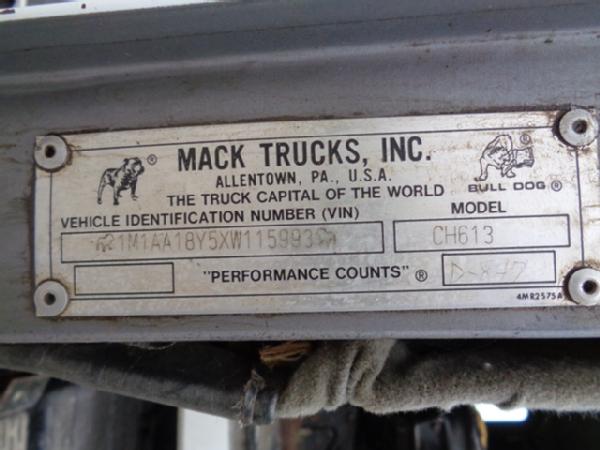 MACK TRUCKS, INC.
ALLENTOWN, PA., U.S.A.
THE TRUCK CAPITAL OF THE WORLD
BULL DOG®
VEHICLE IDENTIFICATION NUMBER (VIN)
MODEL
1M1AA18Y5XW115993
CH613
"PERFORMANCE COUNTS"®
4MR2575A